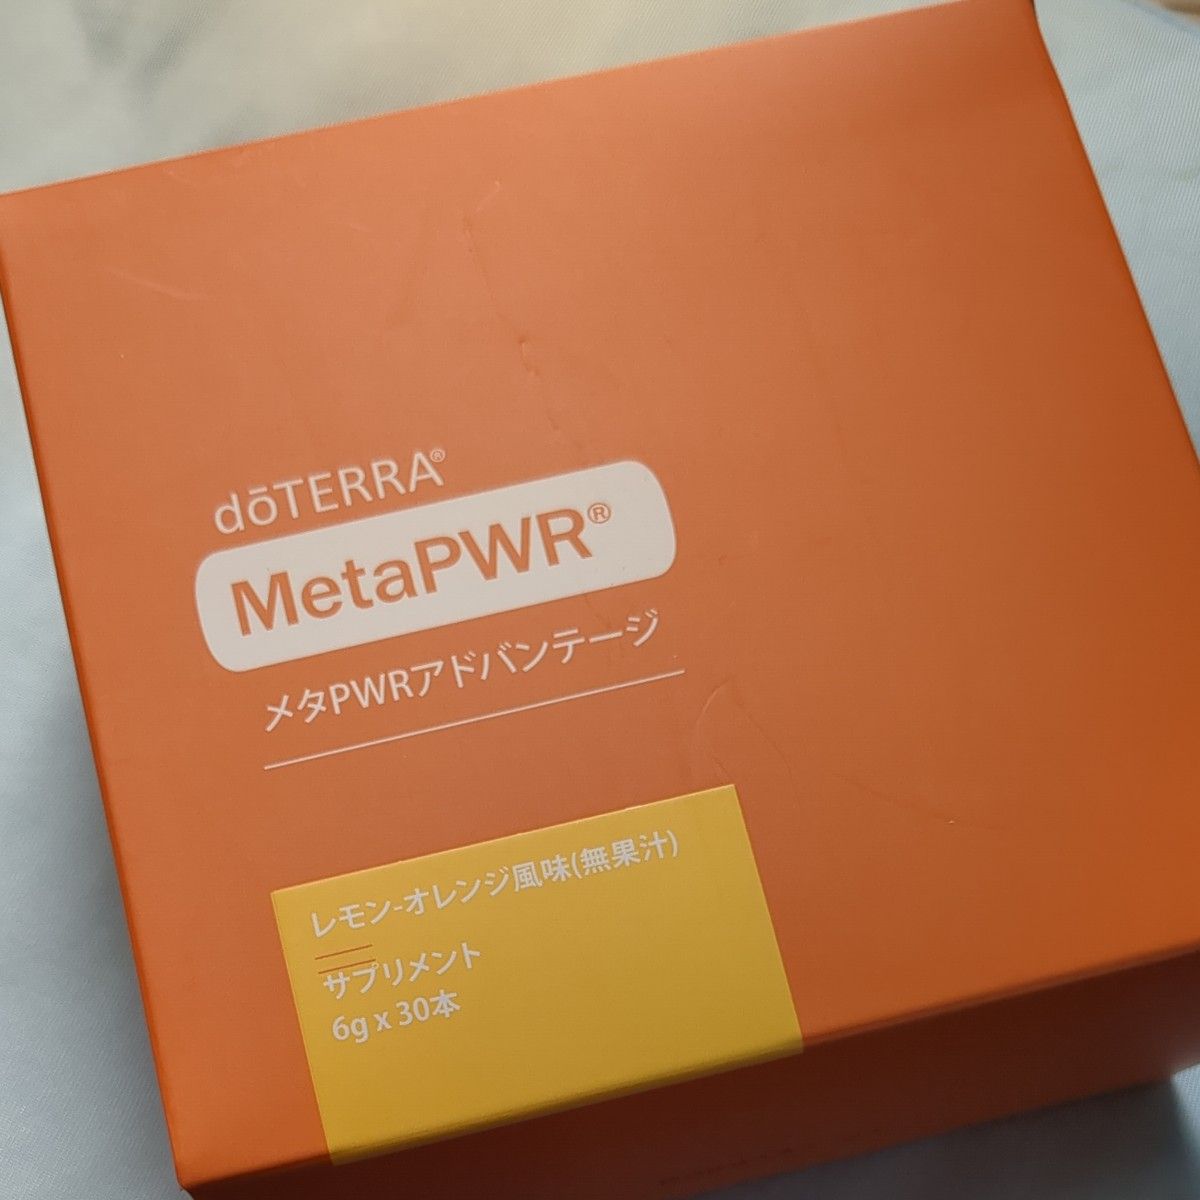 dōTERRA®
MetaPWR®
メタPWRアドバンテージ
レモン-オレンジ風味(無果汁)
サプリメント
6g x 30本